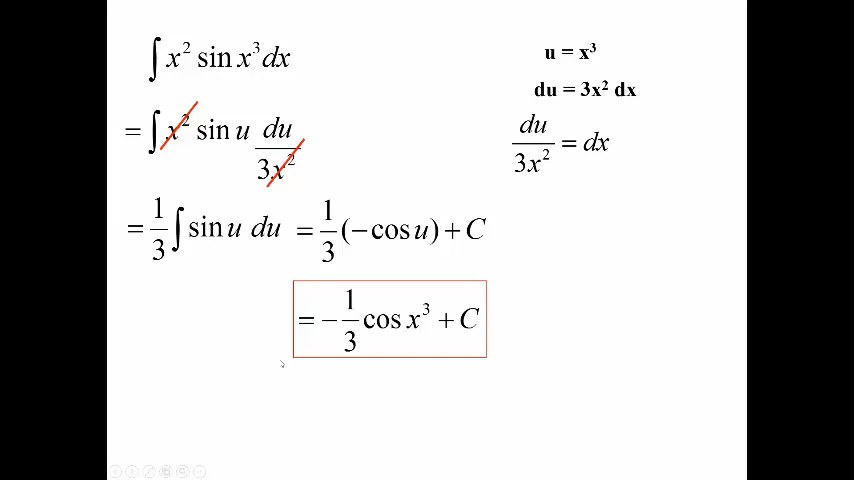 ∫ x² sin x³ dx
= ∫ x² sin u du/3x²
= 1/3 ∫ sin u du = 1/3 (−cos u) + C
= − 1/3 cos x³ + C
u = x³
du = 3x² dx
du/3x² = dx